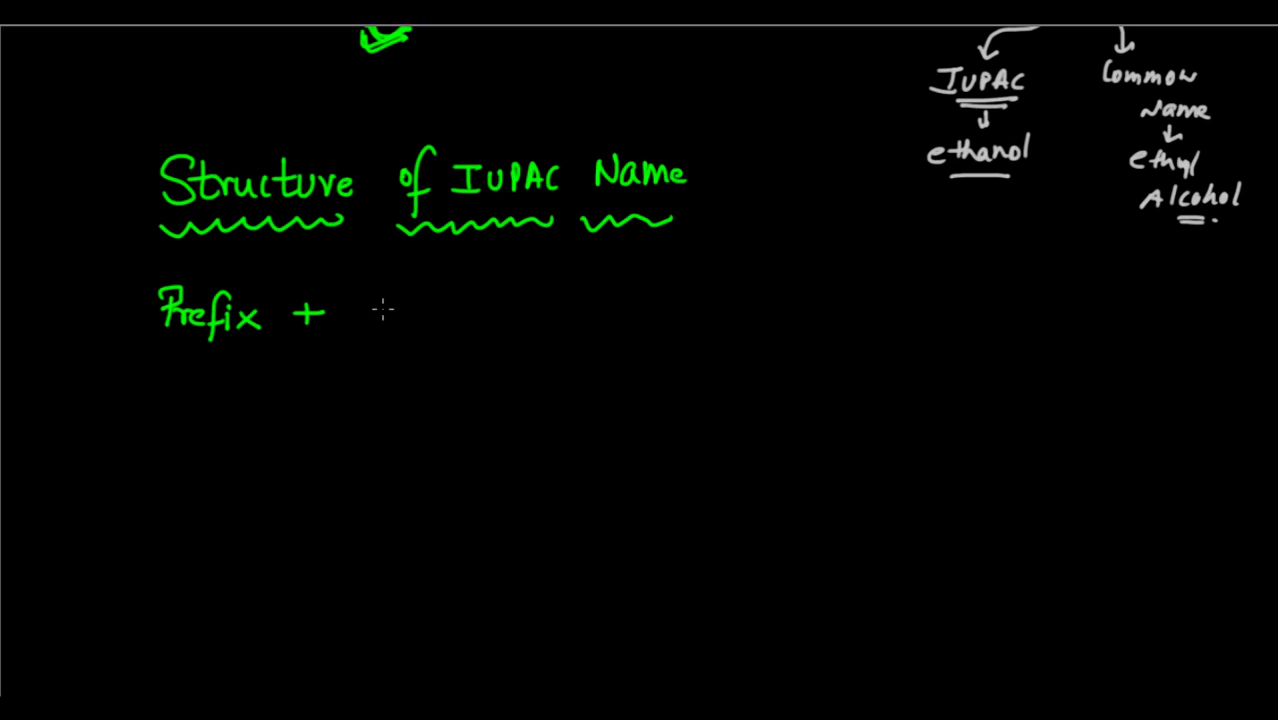 Structure of IUPAC Name
Prefix +
IUPAC
ethanol
Common
Name
ethyl
Alcohol